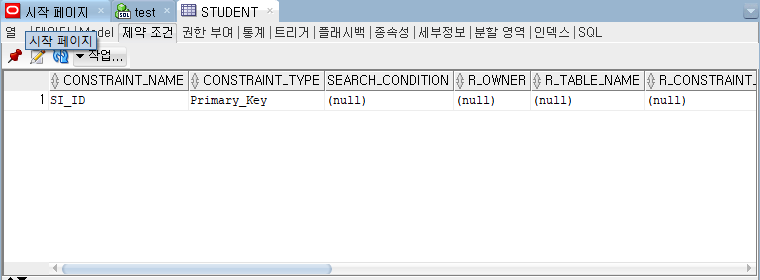 시작 페이지 test STUDENT
열 Model 제약 조건 권한 부여 통계 트리거 플래시백 종속성 세부정보 분할 영역 인덱스 SQL
시작 페이지
작업...
CONSTRAINT_NAME CONSTRAINT_TYPE SEARCH_CONDITION R_OWNER R_TABLE_NAME R_CONSTRAINT_
1 SI_ID Primary_Key (null) (null) (null) (null)